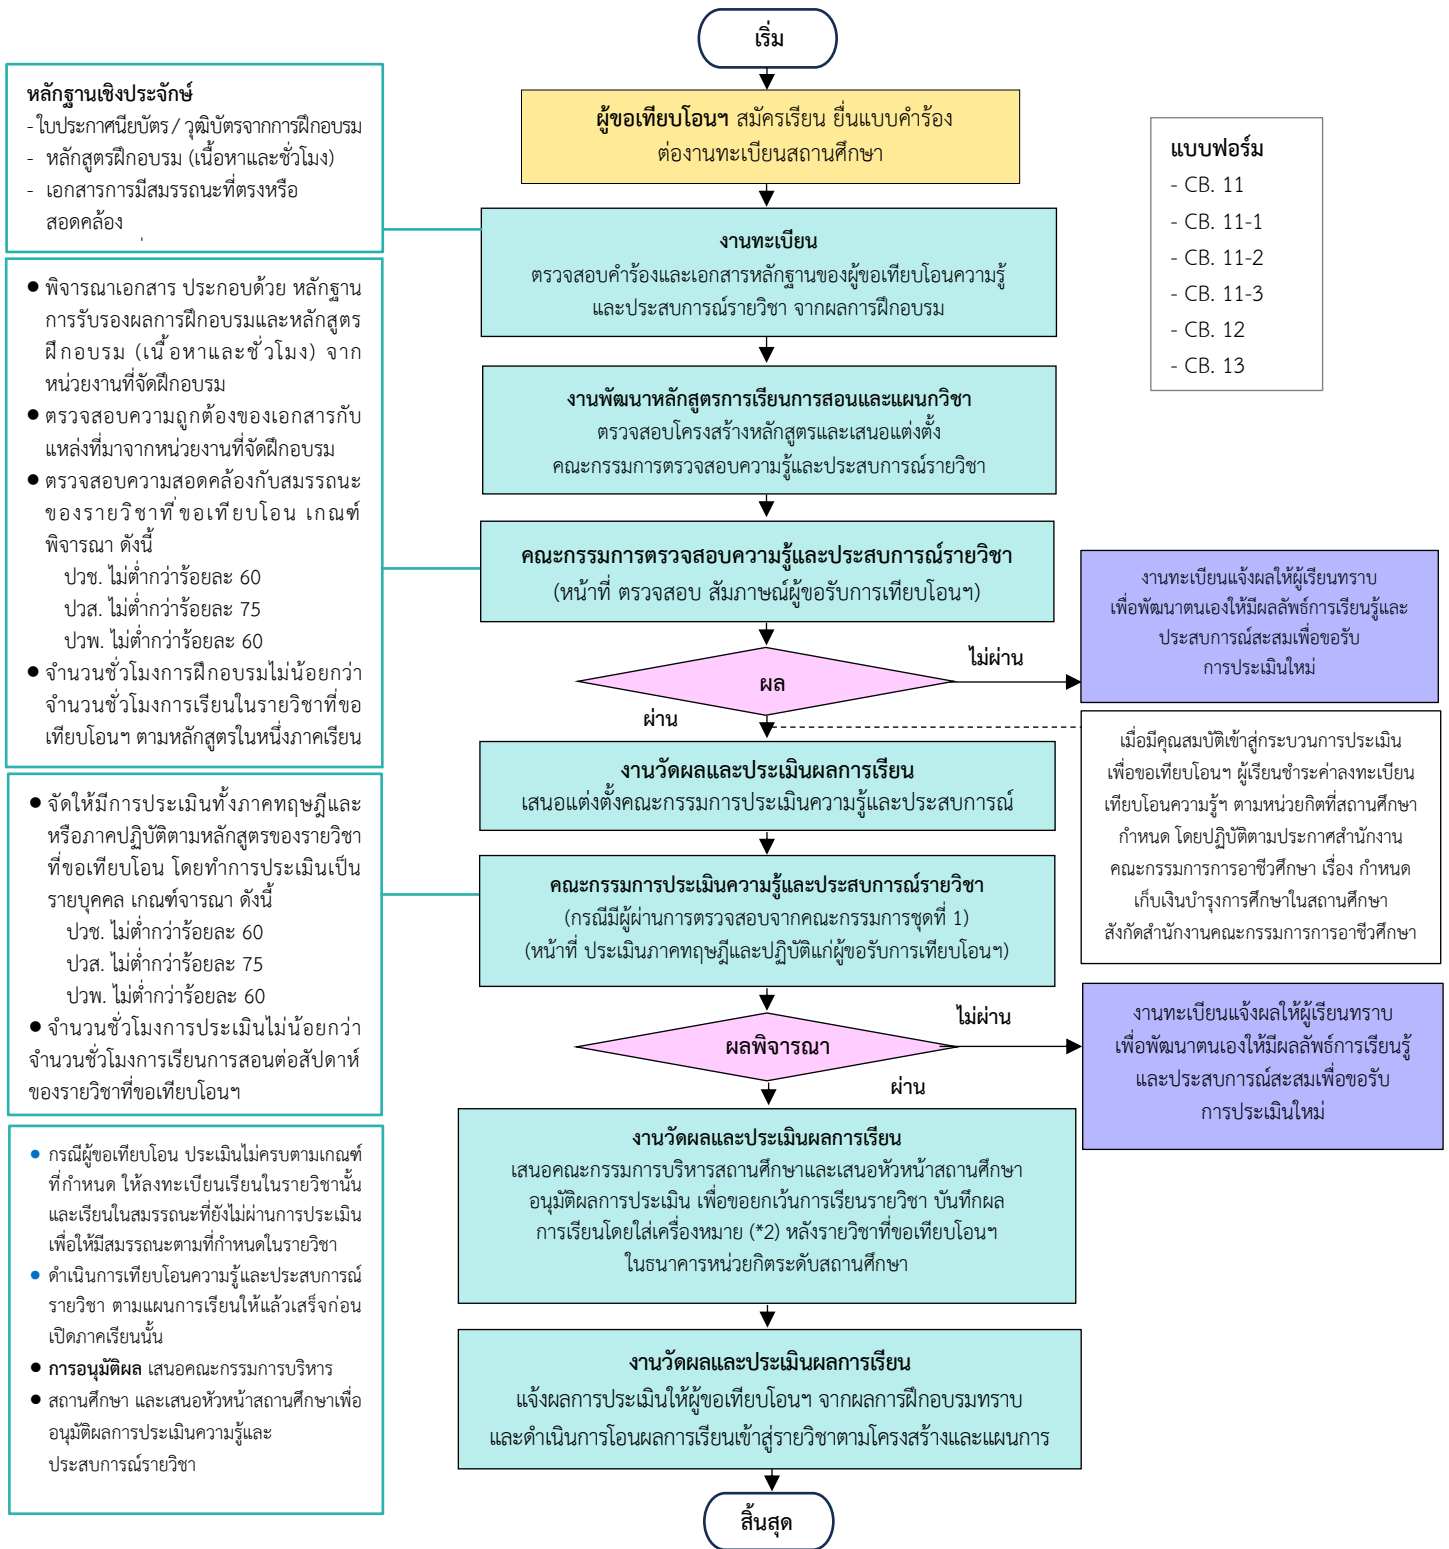 เริ่ม
ผู้ขอเทียบโอนฯ สมัครเรียน ยื่นแบบคำร้อง
ต่องานทะเบียนสถานศึกษา
หลักฐานเชิงประจักษ์
- ใบประกาศนียบัตร / วุฒิบัตรจากการฝึกอบรม
- หลักสูตรฝึกอบรม (เนื้อหาและชั่วโมง)
- เอกสารการมีสมรรถนะที่ตรงหรือ
สอดคล้อง
แบบฟอร์ม
- CB. 11
- CB. 11-1
- CB. 11-2
- CB. 11-3
- CB. 12
- CB. 13
งานทะเบียน
ตรวจสอบคำร้องและเอกสารหลักฐานของผู้ขอเทียบโอนความรู้
และประสบการณ์รายวิชา จากผลการฝึกอบรม
● พิจารณาเอกสาร ประกอบด้วย หลักฐาน
การรับรองผลการฝึกอบรมและหลักสูตร
ฝึกอบรม (เนื้อหาและชั่วโมง) จาก
หน่วยงานที่จัดฝึกอบรม
● ตรวจสอบความถูกต้องของเอกสารกับ
แหล่งที่มาจากหน่วยงานที่จัดฝึกอบรม
● ตรวจสอบความสอดคล้องกับสมรรถนะ
ของรายวิชาที่ขอเทียบโอน เกณฑ์
พิจารณา ดังนี้
ปวช. ไม่ต่ำกว่าร้อยละ 60
ปวส. ไม่ต่ำกว่าร้อยละ 75
ปวพ. ไม่ต่ำกว่าร้อยละ 60
● จำนวนชั่วโมงการฝึกอบรมไม่น้อยกว่า
จำนวนชั่วโมงการเรียนในรายวิชาที่ขอ
เทียบโอนฯ ตามหลักสูตรในหนึ่งภาคเรียน
งานพัฒนาหลักสูตรการเรียนการสอนและแผนกวิชา
ตรวจสอบโครงสร้างหลักสูตรและเสนอแต่งตั้ง
คณะกรรมการตรวจสอบความรู้และประสบการณ์รายวิชา
คณะกรรมการตรวจสอบความรู้และประสบการณ์รายวิชา
(หน้าที่ ตรวจสอบ สัมภาษณ์ผู้ขอรับการเทียบโอนฯ)
ผล
ไม่ผ่าน
ผ่าน
งานทะเบียนแจ้งผลให้ผู้เรียนทราบ
เพื่อพัฒนาตนเองให้มีผลลัพธ์การเรียนรู้และ
ประสบการณ์สะสมเพื่อขอรับ
การประเมินใหม่
เมื่อมีคุณสมบัติเข้าสู่กระบวนการประเมิน
เพื่อขอเทียบโอนฯ ผู้เรียนชำระค่าลงทะเบียน
เทียบโอนความรู้ฯ ตามหน่วยกิตที่สถานศึกษา
กำหนด โดยปฏิบัติตามประกาศสำนักงาน
คณะกรรมการการอาชีวศึกษา เรื่อง กำหนด
เก็บเงินบำรุงการศึกษาในสถานศึกษา
สังกัดสำนักงานคณะกรรมการการอาชีวศึกษา
งานวัดผลและประเมินผลการเรียน
เสนอแต่งตั้งคณะกรรมการประเมินความรู้และประสบการณ์
● จัดให้มีการประเมินทั้งภาคทฤษฎีและ
หรือภาคปฏิบัติตามหลักสูตรของรายวิชา
ที่ขอเทียบโอน โดยทำการประเมินเป็น
รายบุคคล เกณฑ์จารณา ดังนี้
ปวช. ไม่ต่ำกว่าร้อยละ 60
ปวส. ไม่ต่ำกว่าร้อยละ 75
ปวพ. ไม่ต่ำกว่าร้อยละ 60
● จำนวนชั่วโมงการประเมินไม่น้อยกว่า
จำนวนชั่วโมงการเรียนการสอนต่อสัปดาห์
ของรายวิชาที่ขอเทียบโอนฯ
คณะกรรมการประเมินความรู้และประสบการณ์รายวิชา
(กรณีมีผู้ผ่านการตรวจสอบจากคณะกรรมการชุดที่ 1)
(หน้าที่ ประเมินภาคทฤษฎีและปฏิบัติแก่ผู้ขอรับการเทียบโอนฯ)
ผลพิจารณา
ไม่ผ่าน
ผ่าน
งานทะเบียนแจ้งผลให้ผู้เรียนทราบ
เพื่อพัฒนาตนเองให้มีผลลัพธ์การเรียนรู้
และประสบการณ์สะสมเพื่อขอรับ
การประเมินใหม่
งานวัดผลและประเมินผลการเรียน
เสนอคณะกรรมการบริหารสถานศึกษาและเสนอหัวหน้าสถานศึกษา
อนุมัติผลการประเมิน เพื่อขอยกเว้นการเรียนรายวิชา บันทึกผล
การเรียนโดยใส่เครื่องหมาย (*2) หลังรายวิชาที่ขอเทียบโอนฯ
ในธนาคารหน่วยกิตระดับสถานศึกษา
● กรณีผู้ขอเทียบโอน ประเมินไม่ครบตามเกณฑ์
ที่กำหนด ให้ลงทะเบียนเรียนในรายวิชานั้น
และเรียนในสมรรถนะที่ยังไม่ผ่านการประเมิน
เพื่อให้มีสมรรถนะตามที่กำหนดในรายวิชา
● ดำเนินการเทียบโอนความรู้และประสบการณ์
รายวิชา ตามแผนการเรียนให้แล้วเสร็จก่อน
เปิดภาคเรียนนั้น
● การอนุมัติผล เสนอคณะกรรมการบริหาร
● สถานศึกษา และเสนอหัวหน้าสถานศึกษาเพื่อ
อนุมัติผลการประเมินความรู้และ
ประสบการณ์รายวิชา
งานวัดผลและประเมินผลการเรียน
แจ้งผลการประเมินให้ผู้ขอเทียบโอนฯ จากผลการฝึกอบรมทราบ
และดำเนินการโอนผลการเรียนเข้าสู่รายวิชาตามโครงสร้างและแผนการ
สิ้นสุด